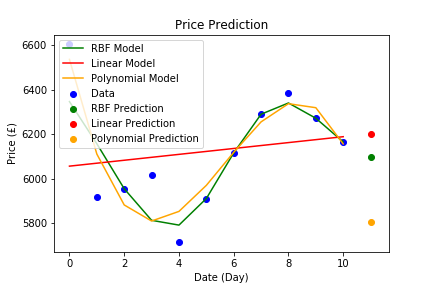 Price Prediction
6600
6400
6200
6000
5800
Price (£)
RBF Model
Linear Model
Polynomial Model
Data
RBF Prediction
Linear Prediction
Polynomial Prediction
0 2 4 6 8 10
Date (Day)